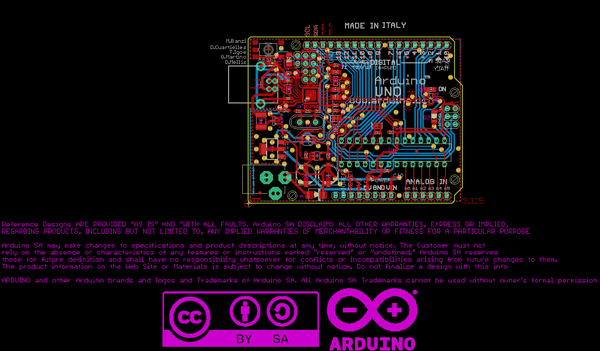 MADE IN ITALY
M.Banzi
D.Cuartielles
T.Igoe
G.Martino
D.Mellis
DIGITAL
Arduino
UNO
ON
ANALOG IN
Reference Designs ARE PROVIDED "AS IS" AND "WITH ALL FAULTS. Arduino SA DISCLAIMS ALL OTHER WARRANTIES, EXPRESS OR IMPLIED,
REGARDING PRODUCTS, INCLUDING BUT NOT LIMITED TO, ANY IMPLIED WARRANTIES OF MERCHANTABILITY OR FITNESS FOR A PARTICULAR PURPOSE
Arduino SA may make changes to specifications and product descriptions at any time, without notice. The Customer must not
rely on the absence or characteristics of any features or instructions marked "reserved" or "undefined." Arduino SA reserves
these for future definition and shall have no responsibility whatsoever for conflicts or incompatibilities arising from future changes to them.
The product information on the Web Site or Materials is subject to change without notice. Do not finalize a design with this info
ARDUINO and other Arduino brands and logos and Trademarks of Arduino SA. All Arduino SA Trademarks cannot be used without owner's formal permission
cc
BY SA
ARDUINO